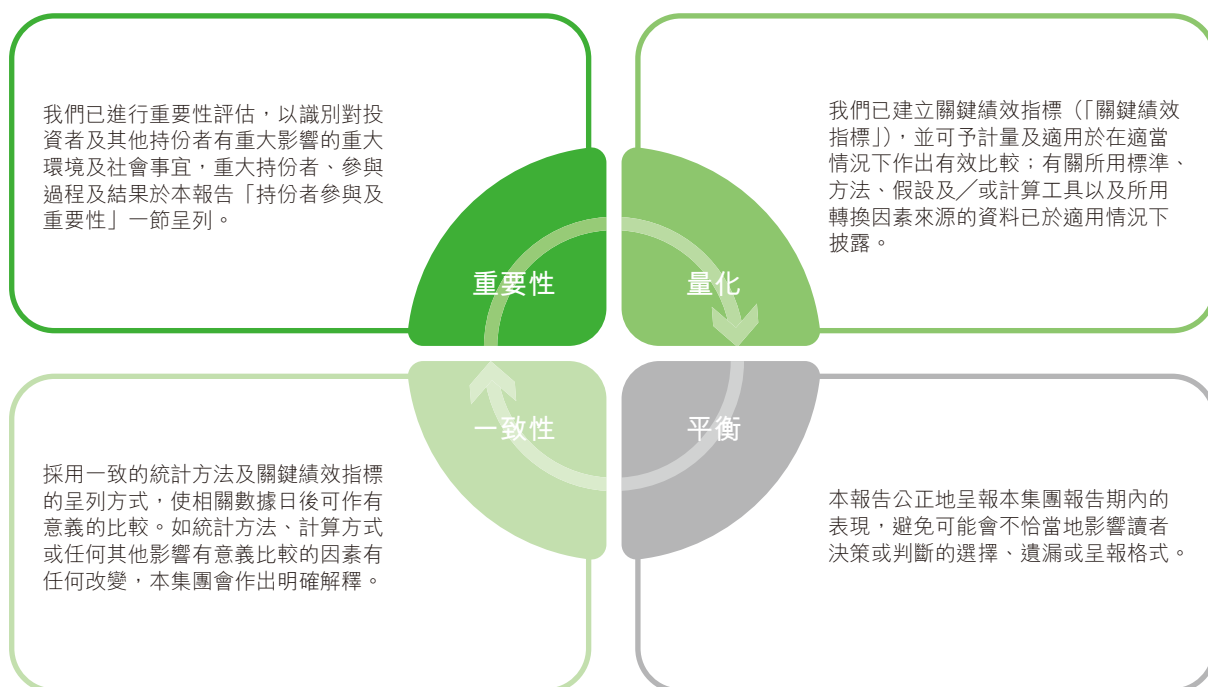 我們已進行重要性評估，以識別對投
資者及其他持份者有重大影響的重大
環境及社會事宜，重大持份者、參與
過程及結果於本報告「持份者參與及
重要性」一節呈列。
重要性
我們已建立關鍵績效指標（「關鍵績效
指標」），並可予計量及適用於在適當
情況下作出有效比較；有關所用標準、
方法、假設及／或計算工具以及所用
轉換因素來源的資料已於適用情況下
披露。
量化
一致性
採用一致的統計方法及關鍵績效指標
的呈列方式，使相關數據日後可作有
意義的比較。如統計方法、計算方式
或任何其他影響有意義比較的因素有
任何改變，本集團會作出明確解釋。
平衡
本報告公正地呈報本集團報告期內的
表現，避免可能會不恰當地影響讀者
決策或判斷的選擇、遺漏或呈報格式。